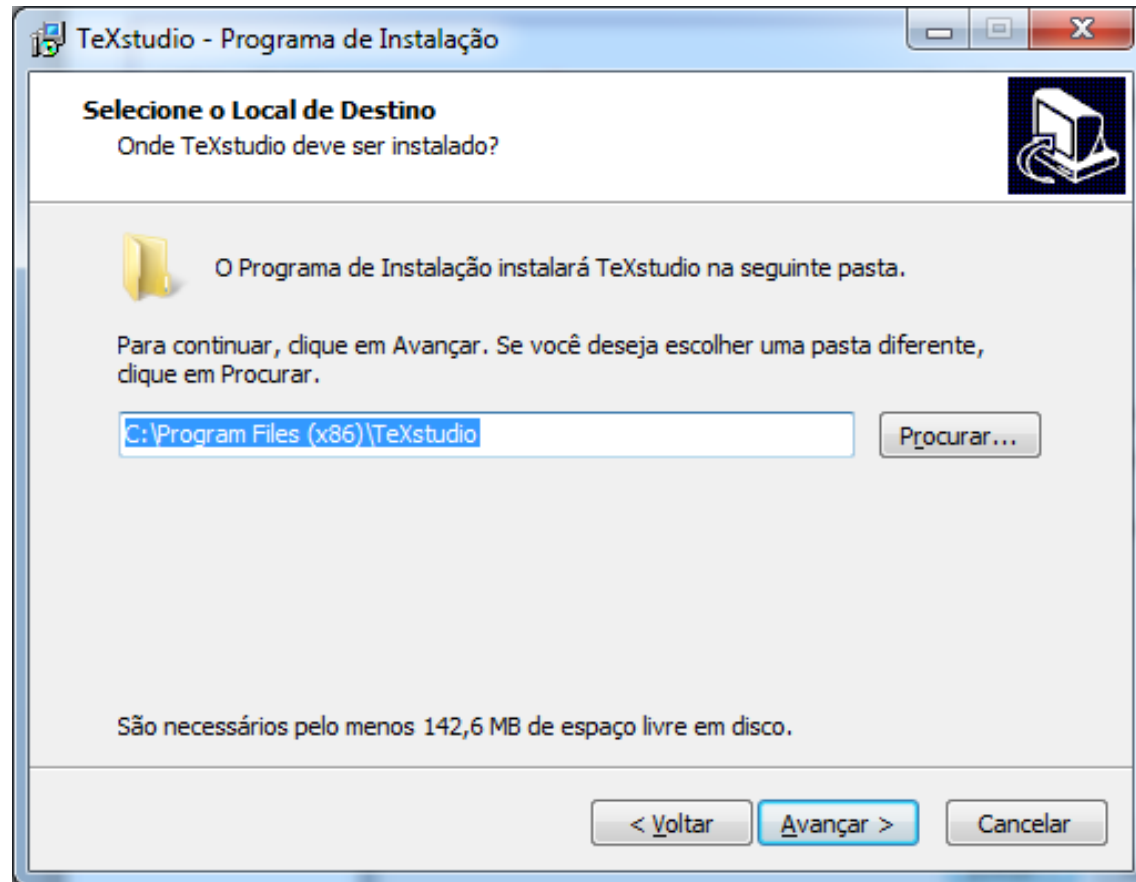 TeXstudio - Programa de Instalação
Selecione o Local de Destino
Onde TeXstudio deve ser instalado?
O Programa de Instalação instalará TeXstudio na seguinte pasta.
Para continuar, clique em Avançar. Se você deseja escolher uma pasta diferente,
clique em Procurar.
C:\Program Files (x86)\TeXstudio
Procurar...
São necessários pelo menos 142,6 MB de espaço livre em disco.
< Voltar
Avançar >
Cancelar